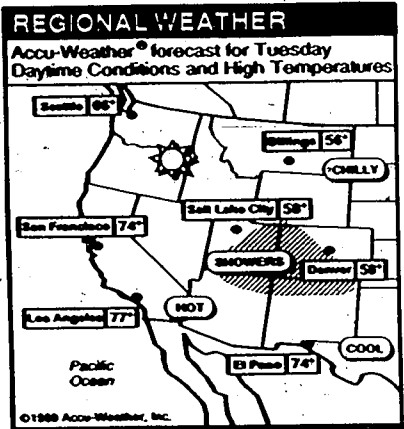 REGIONAL WEATHER
Accu-Weather® forecast for Tuesday
Daytime Conditions and High Temperatures
Seattle 66°
Billings 56°
CHILLY
Salt Lake City 58°
San Francisco 74°
SHOWERS
Denver 58°
HOT
Los Angeles 77°
COOL
El Paso 74°
Pacific
Ocean
Accu-Weather, Inc.